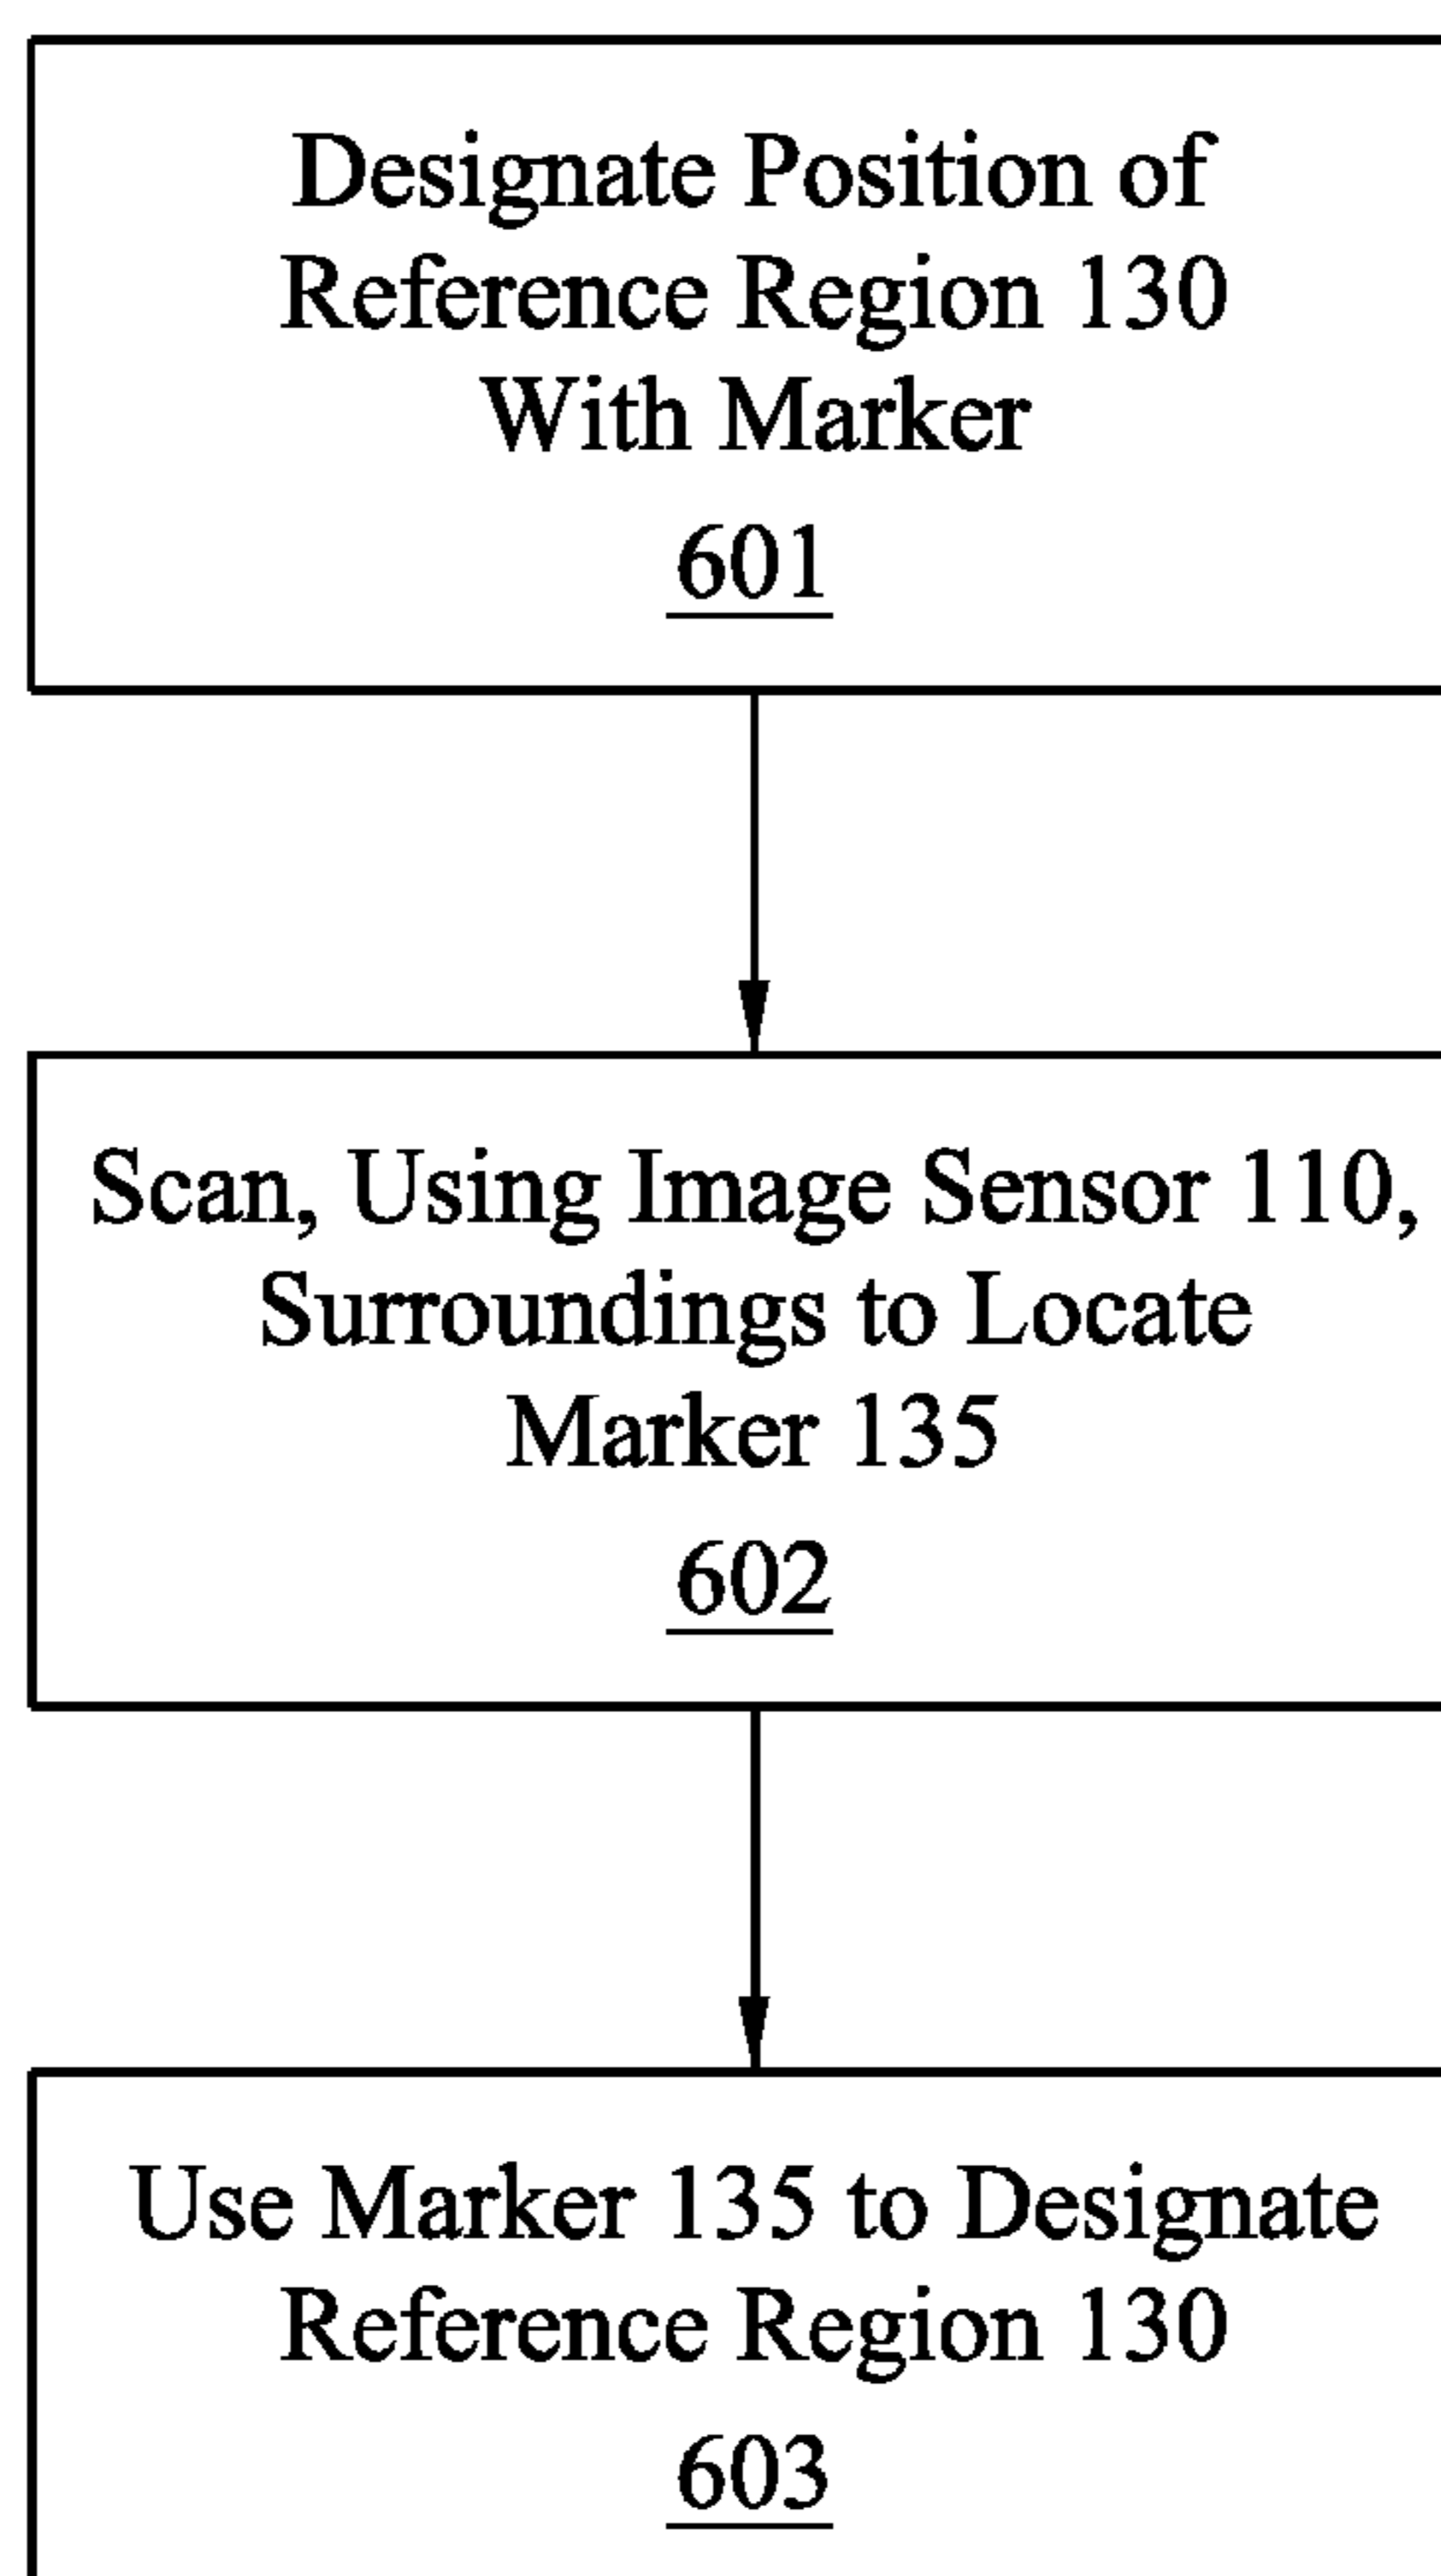 Designate Position of
Reference Region 130
With Marker
601
Scan, Using Image Sensor 110,
Surroundings to Locate
Marker 135
602
Use Marker 135 to Designate
Reference Region 130
603